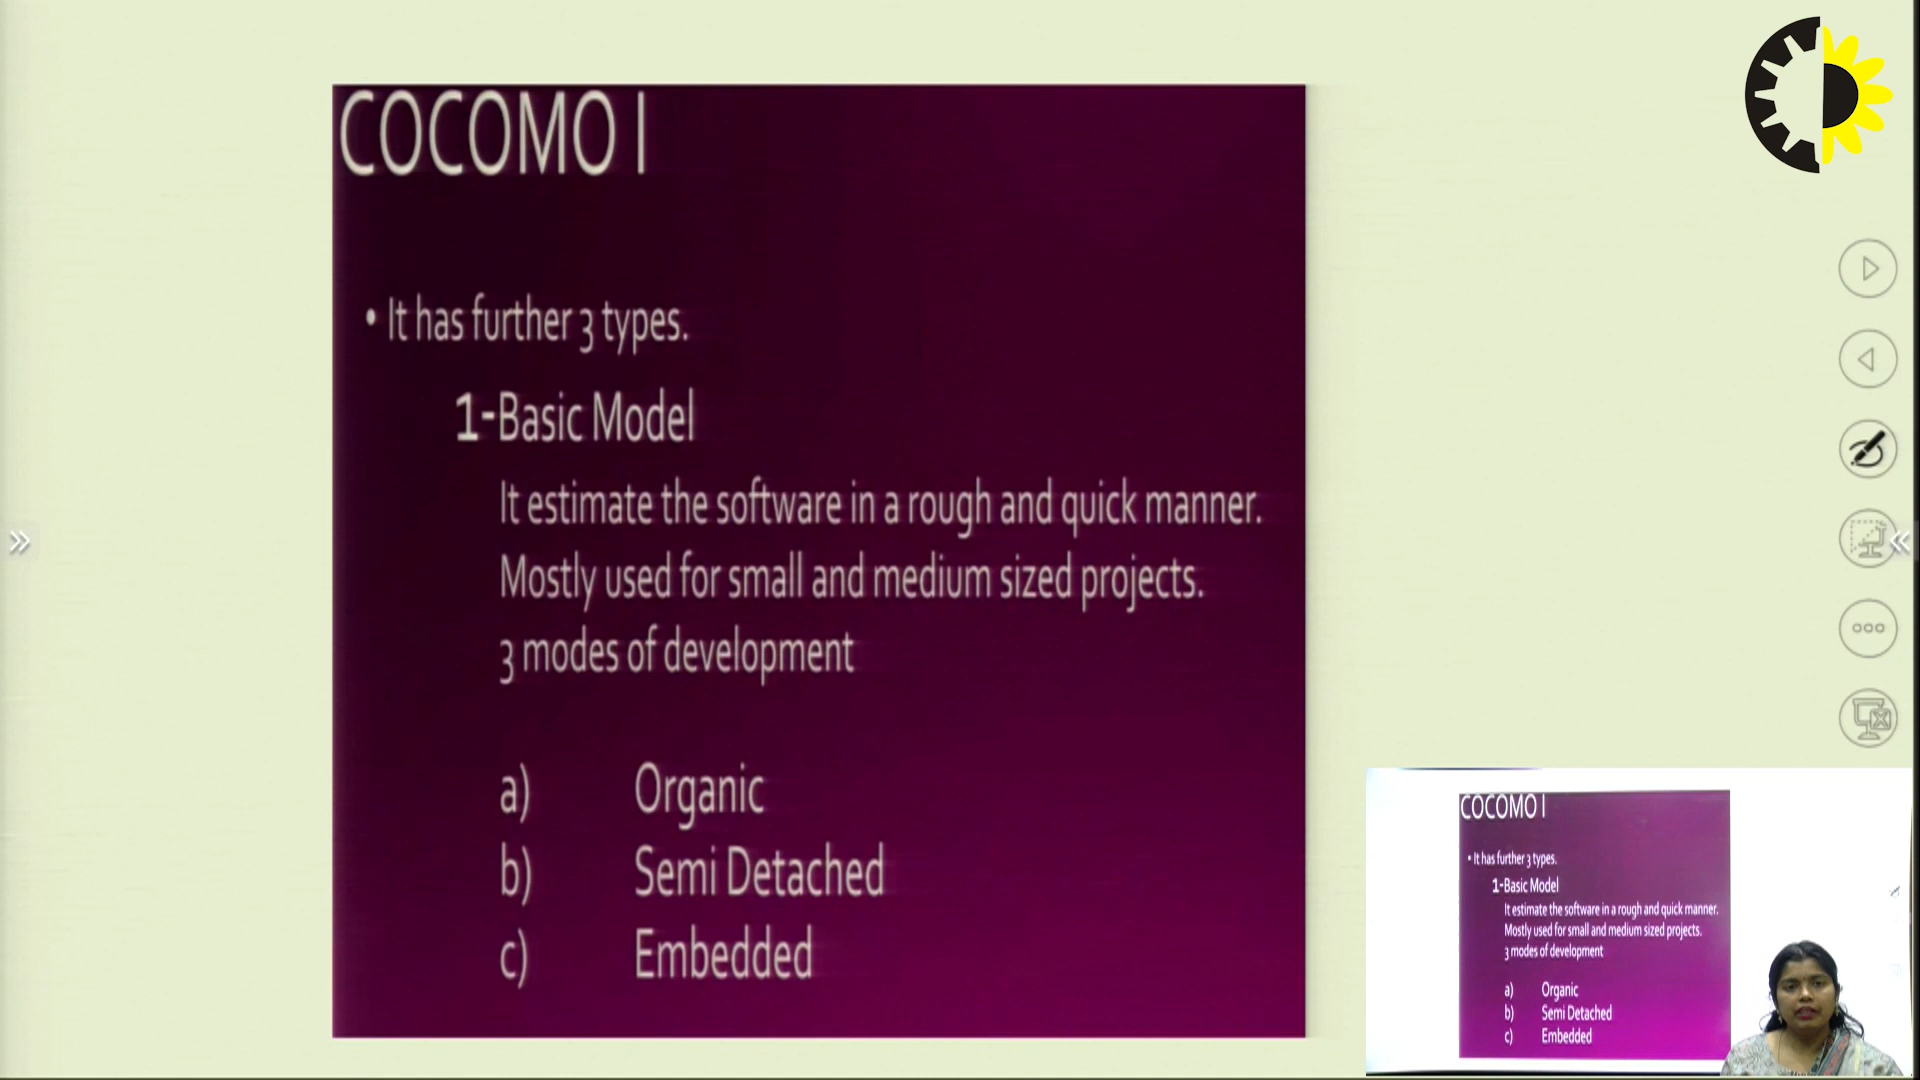 COCOMO I
• It has further 3 types.
1-Basic Model
It estimate the software in a rough and quick manner.
Mostly used for small and medium sized projects.
3 modes of development
a) Organic
b) Semi Detached
c) Embedded
COCOMO I
• It has further 3 types.
1-Basic Model
It estimate the software in a rough and quick manner.
Mostly used for small and medium sized projects.
3 modes of development
a) Organic
b) Semi Detached
c) Embedded